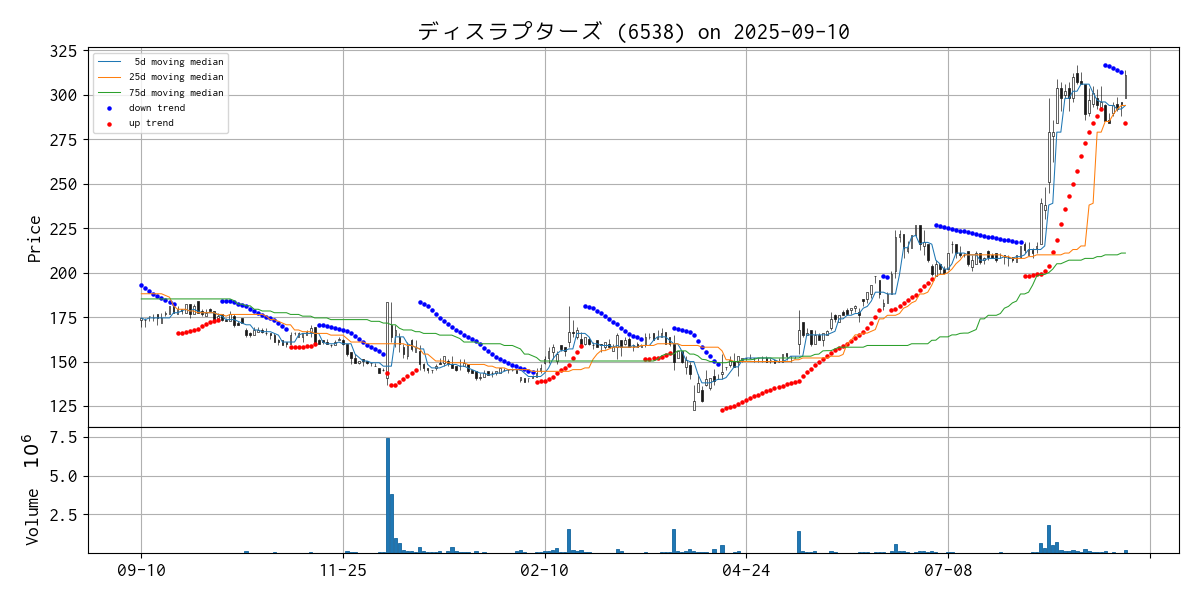 ディスラプターズ (6538) on 2025-09-10
325
300
275
250
225
200
175
150
125
Price
5d moving median
25d moving median
75d moving median
down trend
up trend
7.5
5.0
2.5
Volume 10^6
09-10
11-25
02-10
04-24
07-08